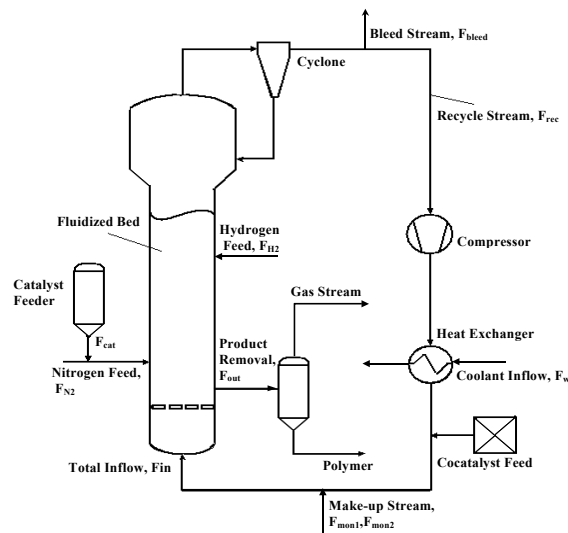 Bleed Stream, Fbleed
Cyclone
Recycle Stream, Frec
Fluidized Bed
Hydrogen
Feed, FH2
Compressor
Catalyst
Feeder
Gas Stream
Heat Exchanger
Fcat
Product
Removal,
Fout
Nitrogen Feed,
FN2
Coolant Inflow, Fw
Total Inflow, Fin
Polymer
Cocatalyst Feed
Make-up Stream,
Fmon1,Fmon2